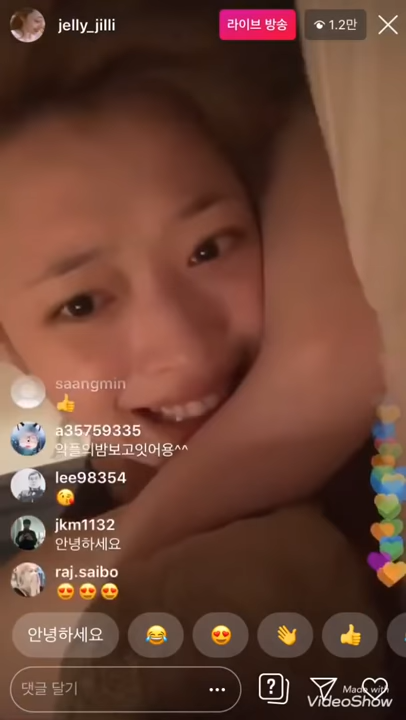 jelly_jilli
라이브 방송
1.2만
saangmin
👍
a35759335
악플의밤보고잇어용^^
lee98354
😘
jkm1132
안녕하세요
raj.saibo
😍😍😍
안녕하세요 😂 😍 👋 👍
댓글 달기
Made with
VideoShow